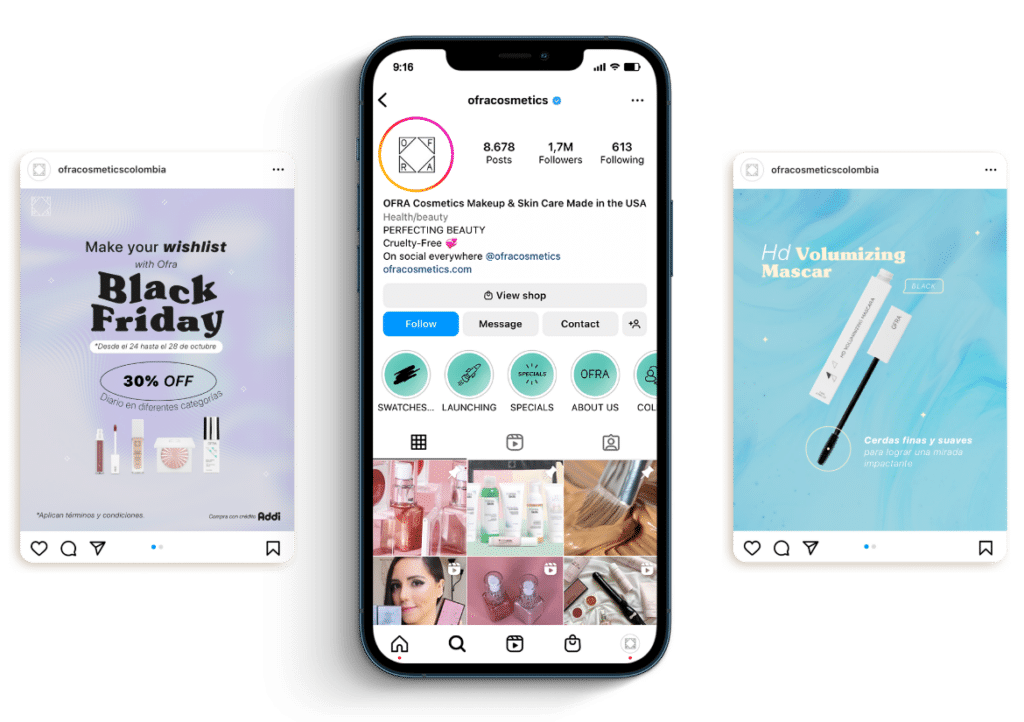 ofracosmeticscolombia
Make your wishlist
with Ofra
Black
Friday
*Desde el 24 hasta el 28 de octubre
30% OFF
Diario en diferentes categorías
*Aplican términos y condiciones.
Compra con crédito Addi
9:16
ofracosmetics
O F
R A
8.678
Posts
1,7M
Followers
613
Following
OFRA Cosmetics Makeup & Skin Care Made in the USA
Health/beauty
PERFECTING BEAUTY
Cruelty-Free
On social everywhere @ofracosmetics
ofracosmetics.com
View shop
Follow
Message
Contact
SPECIALS
OFRA
SWATCHES...
LAUNCHING
SPECIALS
ABOUT US
COL
ofracosmeticscolombia
Hd Volumizing
Mascar
BLACK
HD VOLUMIZING MASCARA
OFRA
Cerdas finas y suaves
para lograr una mirada
impactante